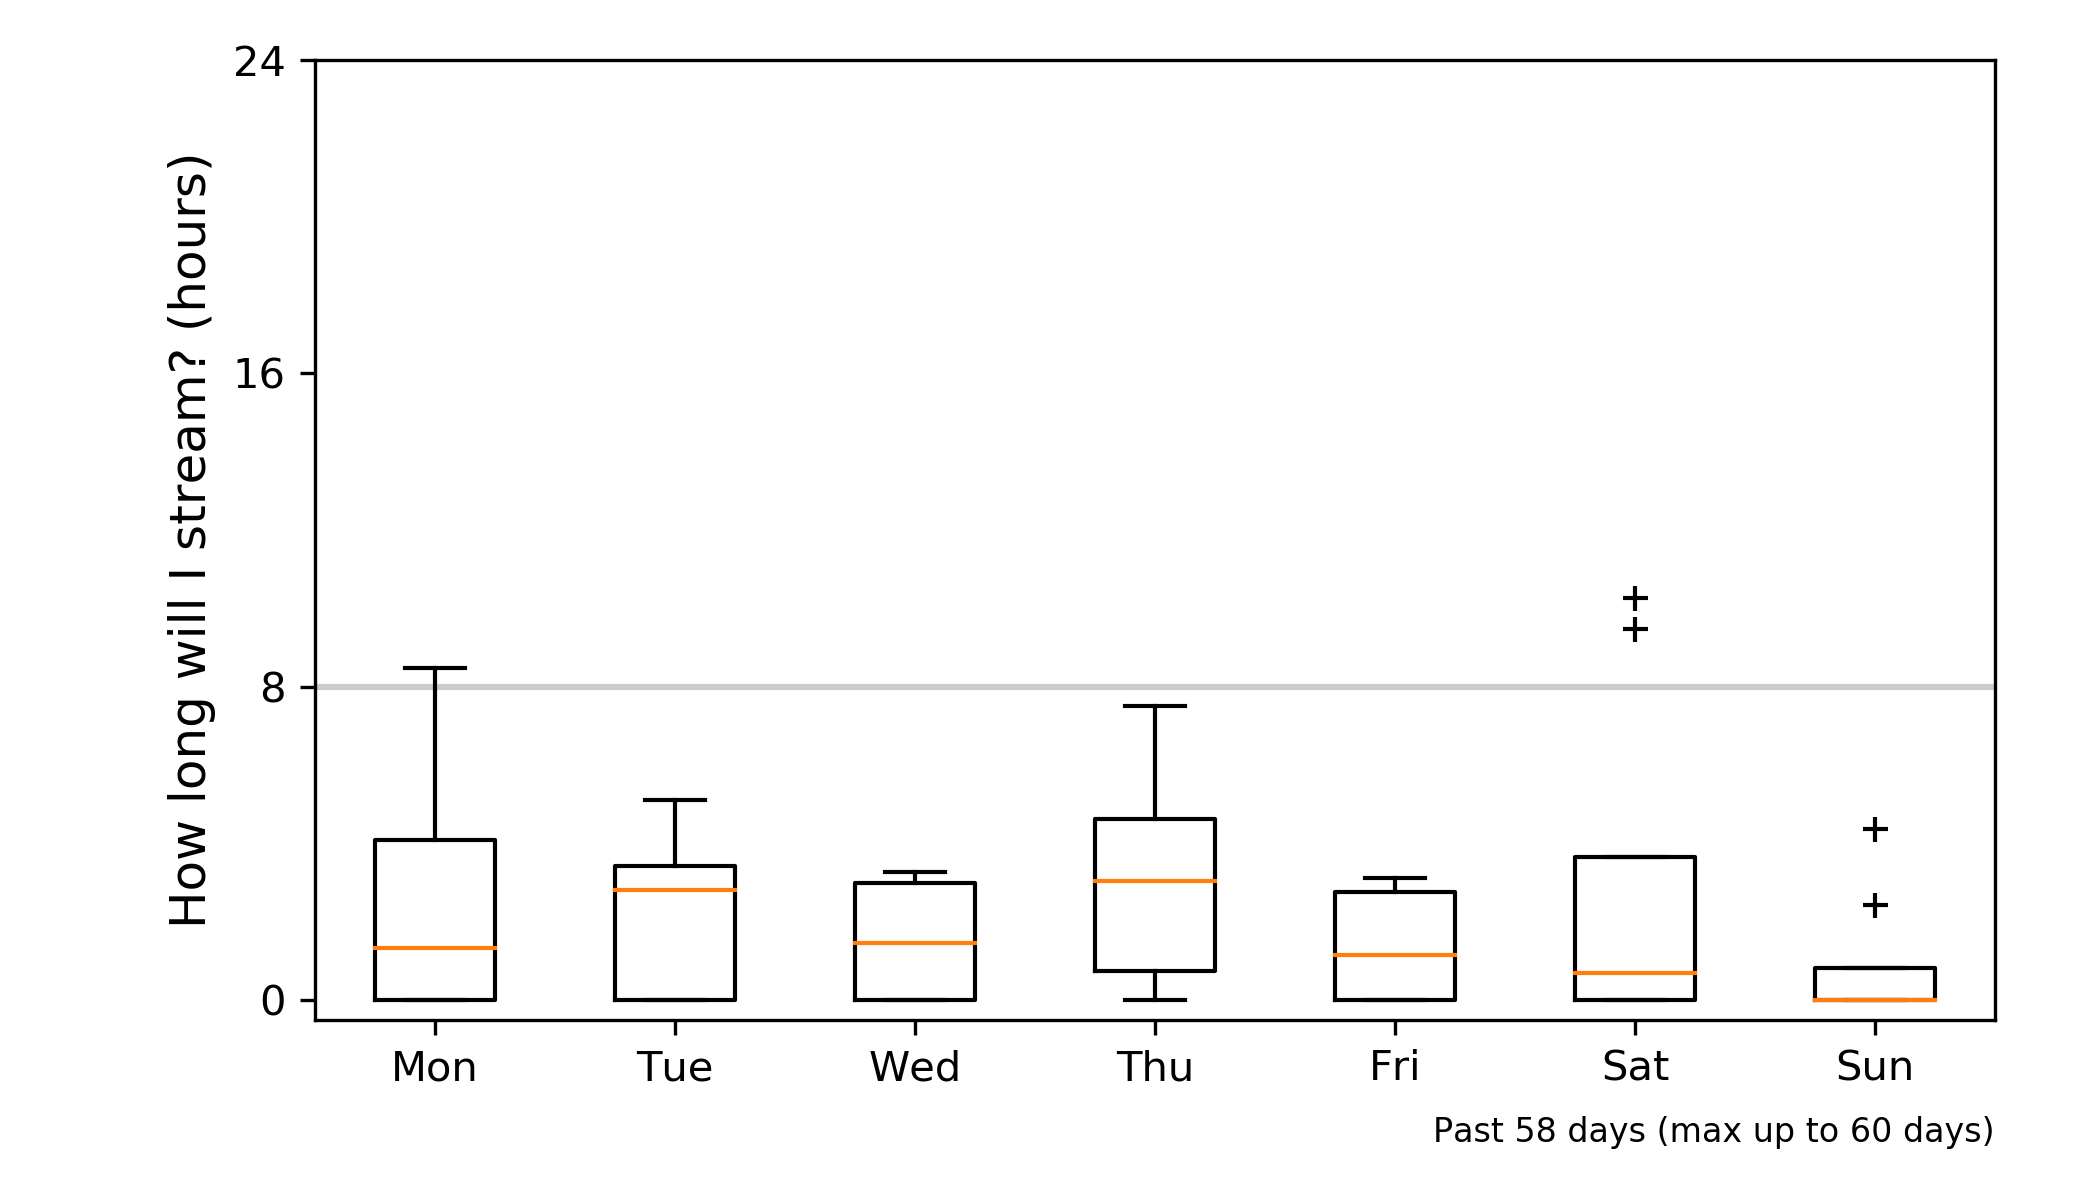 How long will I stream? (hours)
24
16
8
0
Mon Tue Wed Thu Fri Sat Sun
Past 58 days (max up to 60 days)